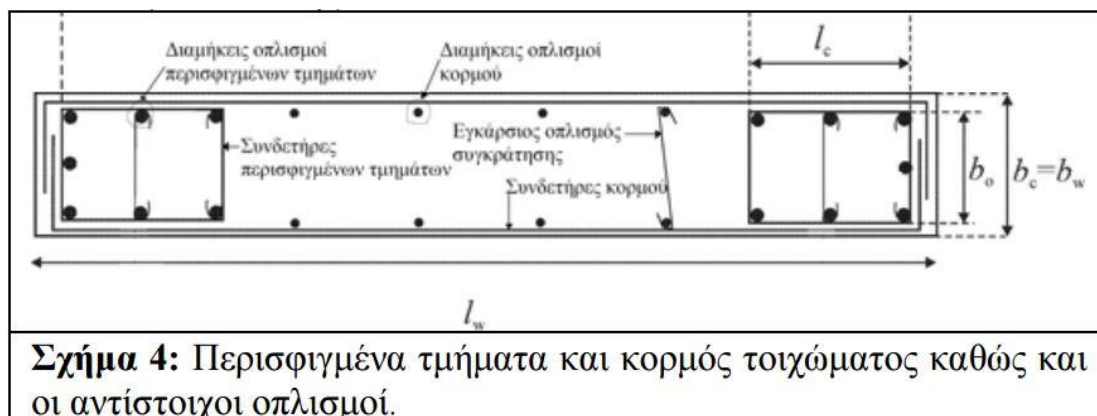 Διαμήκεις οπλισμοί
περισφιγμένων τμημάτων
Διαμήκεις οπλισμοί
κορμού
l_c
Συνδετήρες
περισφιγμένων τμημάτων
Εγκάρσιος οπλισμός
συγκράτησης
Συνδετήρες κορμού
b_o
b_c=b_w
l_w
Σχήμα 4: Περισφιγμένα τμήματα και κορμός τοιχώματος καθώς και
οι αντίστοιχοι οπλισμοί.